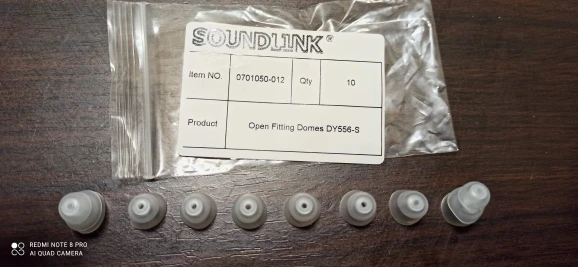 SOUNDLINK®
Item NO. 0701050-012 Qty 10
Product Open Fitting Domes DY556-S
REDMI NOTE 8 PRO
AI QUAD CAMERA